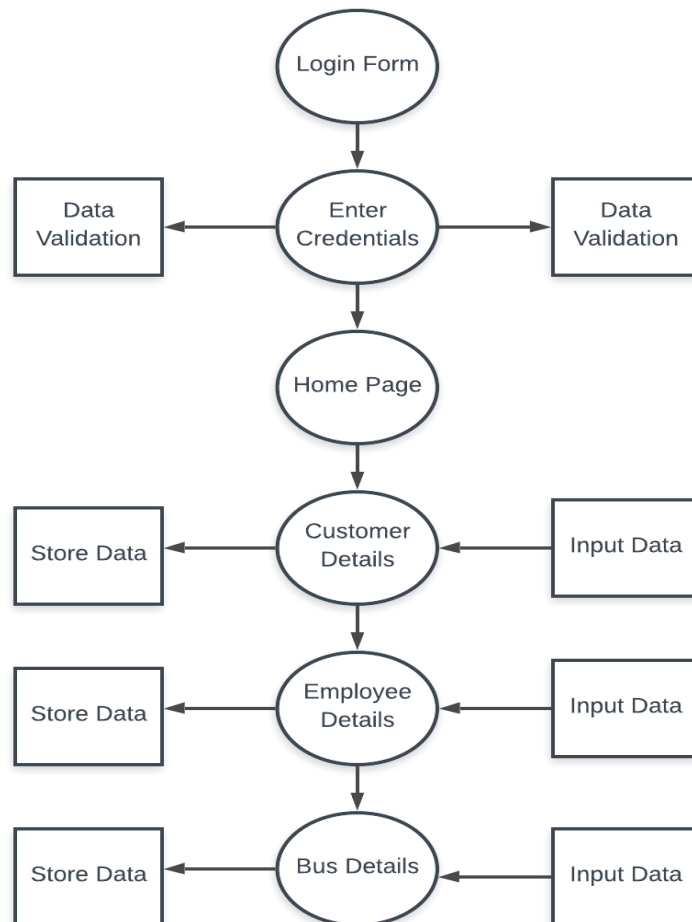 Login Form
Data
Validation
Enter
Credentials
Data
Validation
Home Page
Store Data
Customer
Details
Input Data
Store Data
Employee
Details
Input Data
Store Data
Bus Details
Input Data